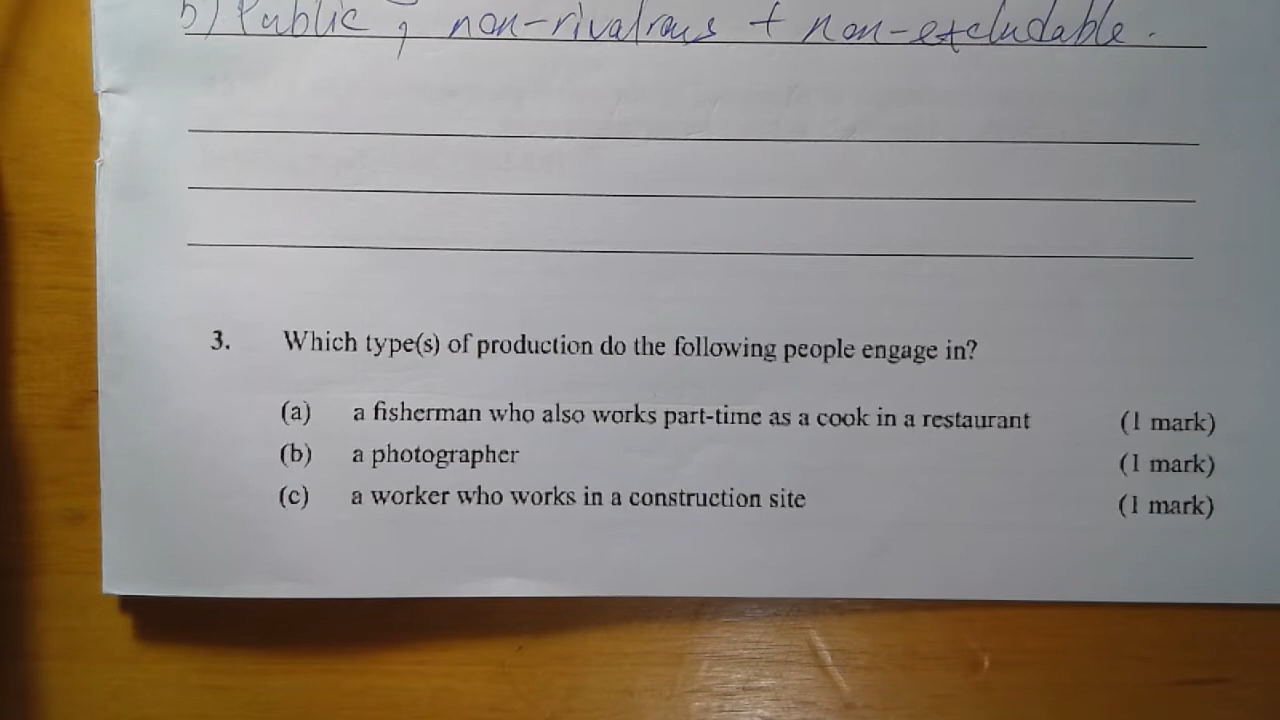 b) Public, non-rivalrous + non-excludable.
3. Which type(s) of production do the following people engage in?
(a) a fisherman who also works part-time as a cook in a restaurant (1 mark)
(b) a photographer (1 mark)
(c) a worker who works in a construction site (1 mark)